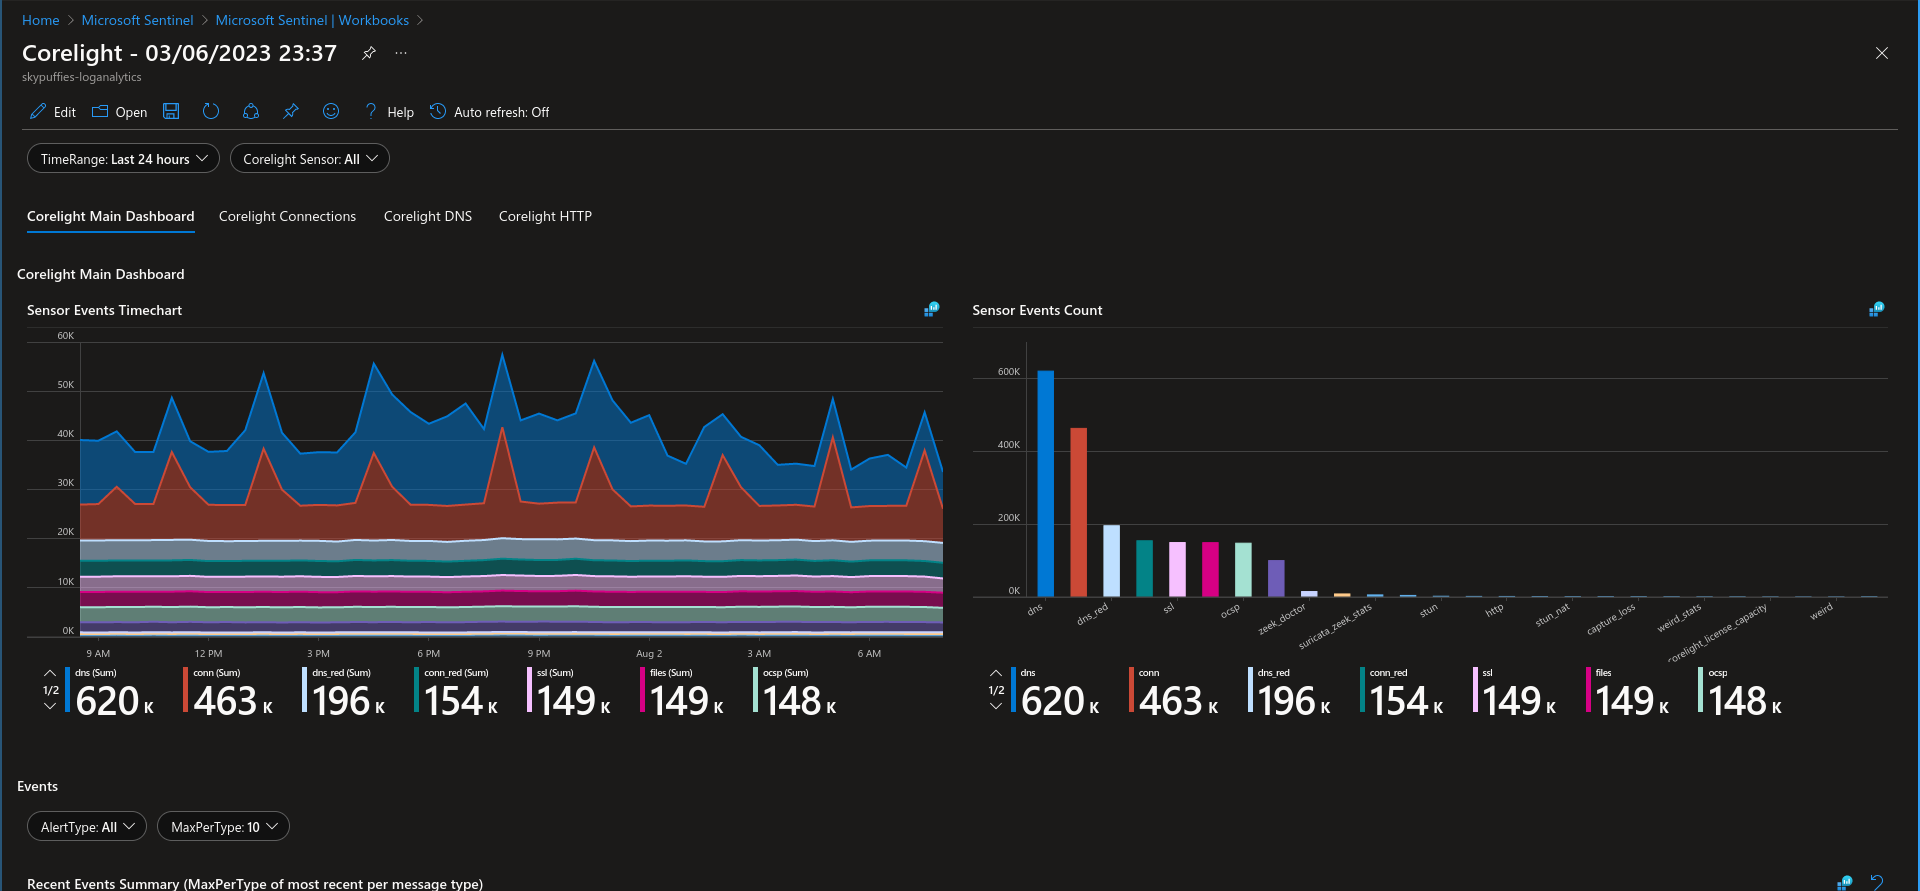 Home > Microsoft Sentinel > Microsoft Sentinel | Workbooks >
Corelight - 03/06/2023 23:37 ...
skypuffies-loganalytics
Edit Open Help Auto refresh: Off
TimeRange: Last 24 hours Corelight Sensor: All
Corelight Main Dashboard Corelight Connections Corelight DNS Corelight HTTP
Corelight Main Dashboard
Sensor Events Timechart
60K
50K
40K
30K
20K
10K
0K
9 AM 12 PM 3 PM 6 PM 9 PM Aug 2 3 AM 6 AM
1/2
dns (Sum) conn (Sum) dns_red (Sum) conn_red (Sum) ssl (Sum) files (Sum) ocsp (Sum)
620 K 463 K 196 K 154 K 149 K 149 K 148 K
Sensor Events Count
600K
400K
200K
0K
dns dns_red ssl ocsp zeek_doctor suricata_zeek_stats stun http stun_nat capture_loss weird_stats corelight_license_capacity weird
1/2
dns conn dns_red conn_red ssl files ocsp
620 K 463 K 196 K 154 K 149 K 149 K 148 K
Events
AlertType: All MaxPerType: 10
Recent Events Summary (MaxPerType of most recent per message type)